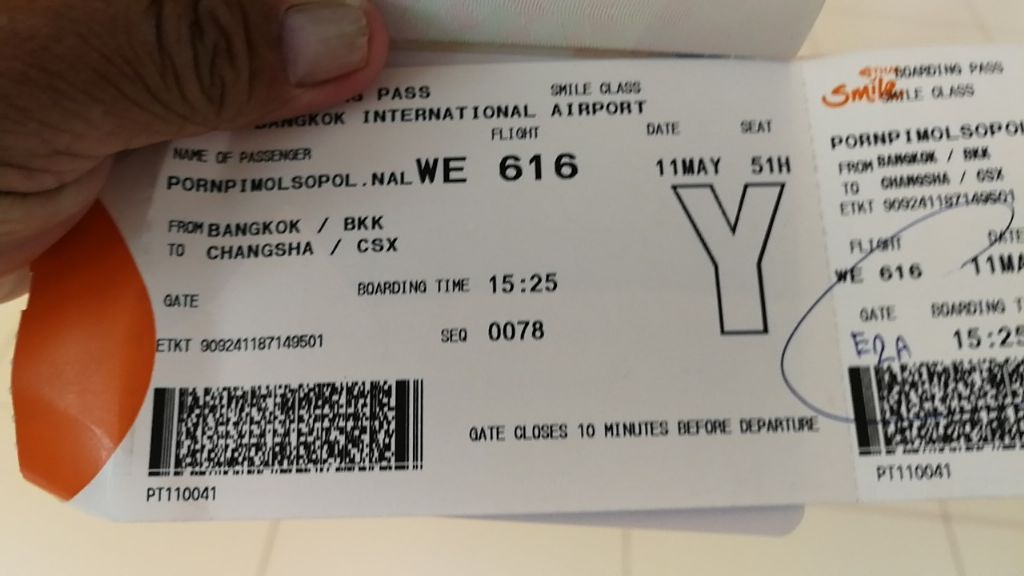 PASS SMILE CLASS
BANGKOK INTERNATIONAL AIRPORT
FLIGHT DATE SEAT
NAME OF PASSENGER
PORNPIMOLSOPOL.NAL WE 616 11MAY 51H
Y
FROM BANGKOK / BKK
TO CHANGSHA / CSX
GATE BOARDING TIME 15:25
ETKT 909241187149501 SEQ 0078
GATE CLOSES 10 MINUTES BEFORE DEPARTURE
PT110041
Smile
BOARDING PASS
SMILE CLASS
PORNPIMOLSOPOL
FROM BANGKOK / BKK
TO CHANGSHA / CSX
ETKT 909241187149501
FLIGHT DATE
WE 616 11MA
GATE BOARDING T
E2A 15:25
PT110041